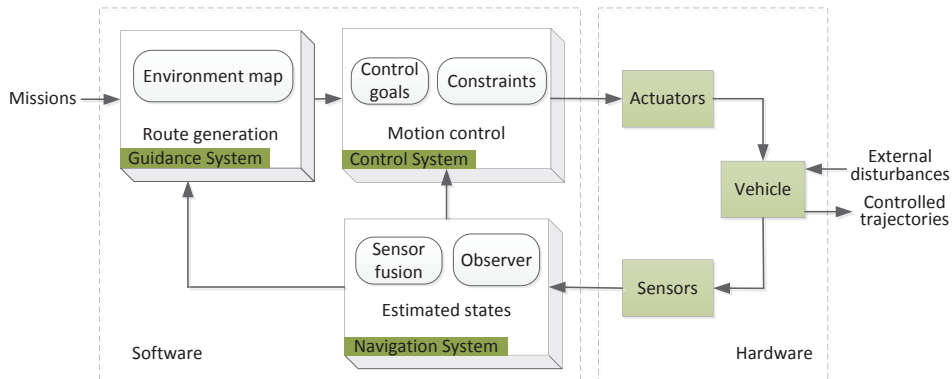 Missions
Environment map
Route generation
Guidance System
Control
goals
Constraints
Motion control
Control System
Actuators
Vehicle
External
disturbances
Controlled
trajectories
Sensor
fusion
Observer
Estimated states
Navigation System
Sensors
Software
Hardware